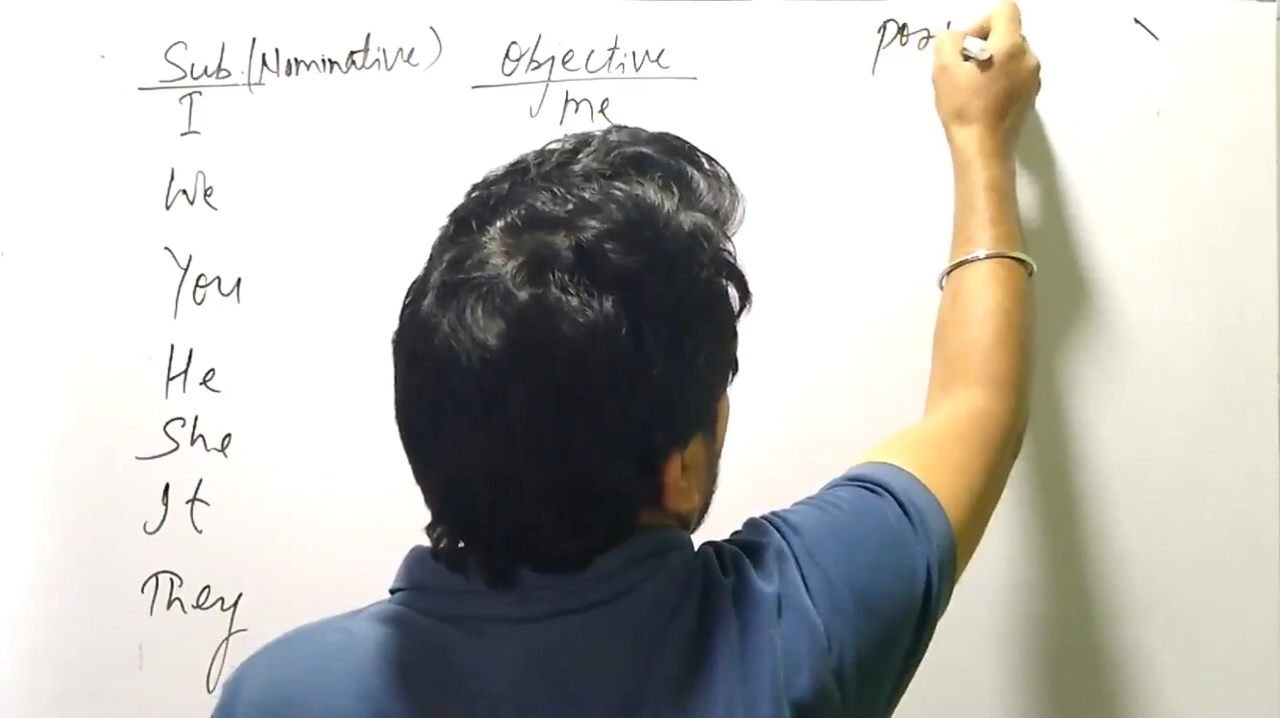 Sub. (Nominative) Objective
I me
We
You
He
She
It
They